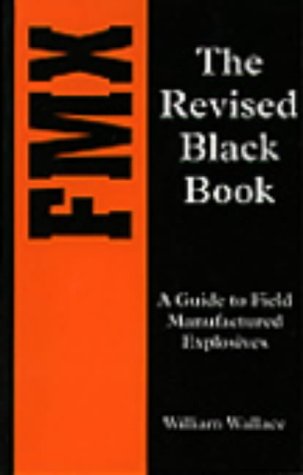 FMX
The
Revised
Black
Book
A Guide to Field
Manufactured
Explosives
William Wallace